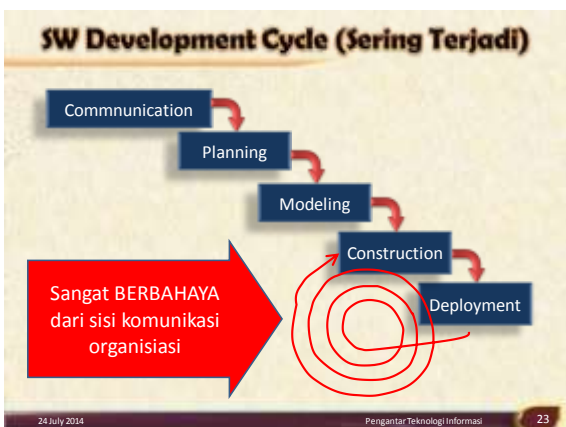 SW Development Cycle (Sering Terjadi)
Commnunication
Planning
Modeling
Construction
Deployment
Sangat BERBAHAYA
dari sisi komunikasi
organisiasi
24 July 2014
Pengantar Teknologi Informasi
23